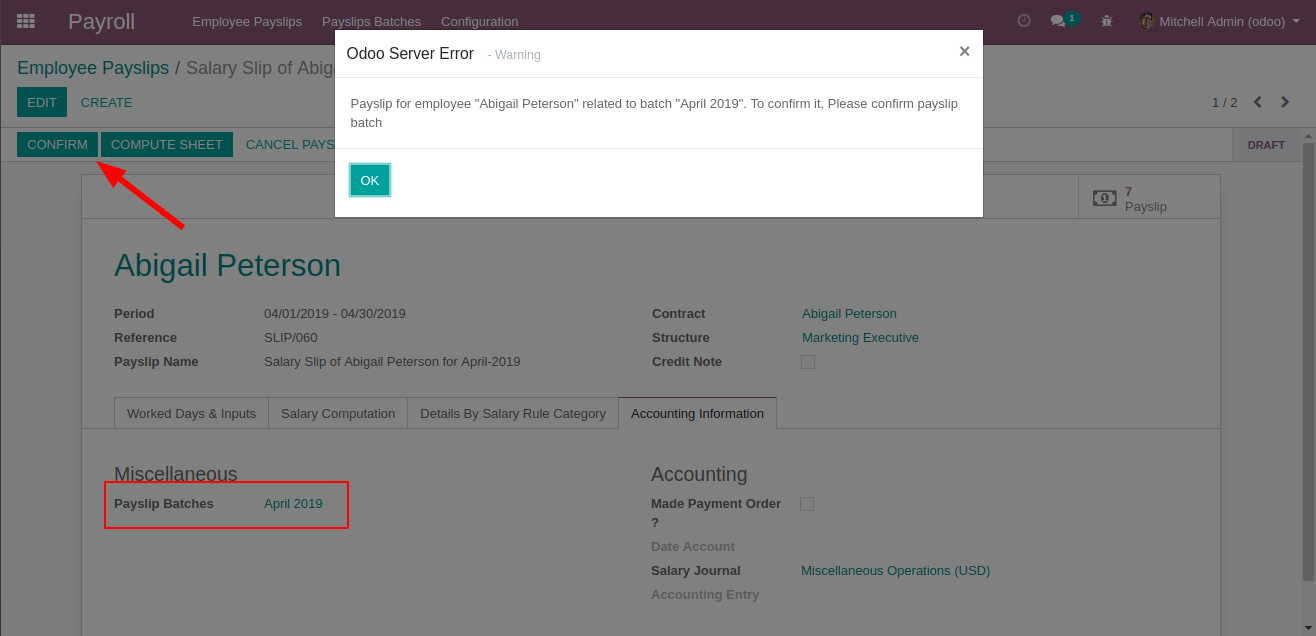 Payroll
Employee Payslips
Payslips Batches
Configuration
1
Mitchell Admin (odoo)
Odoo Server Error - Warning
×
Employee Payslips / Salary Slip of Abiga
Payslip for employee "Abigail Peterson" related to batch "April 2019". To confirm it, Please confirm payslip
batch
EDIT
CREATE
1 / 2
CONFIRM
COMPUTE SHEET
CANCEL PAYS
DRAFT
OK
7
Payslip
Abigail Peterson
Period 04/01/2019 - 04/30/2019
Contract Abigail Peterson
Reference SLIP/060
Structure Marketing Executive
Payslip Name Salary Slip of Abigail Peterson for April-2019
Credit Note
Worked Days & Inputs
Salary Computation
Details By Salary Rule Category
Accounting Information
Miscellaneous
Accounting
Payslip Batches April 2019
Made Payment Order
?
Date Account
Salary Journal Miscellaneous Operations (USD)
Accounting Entry